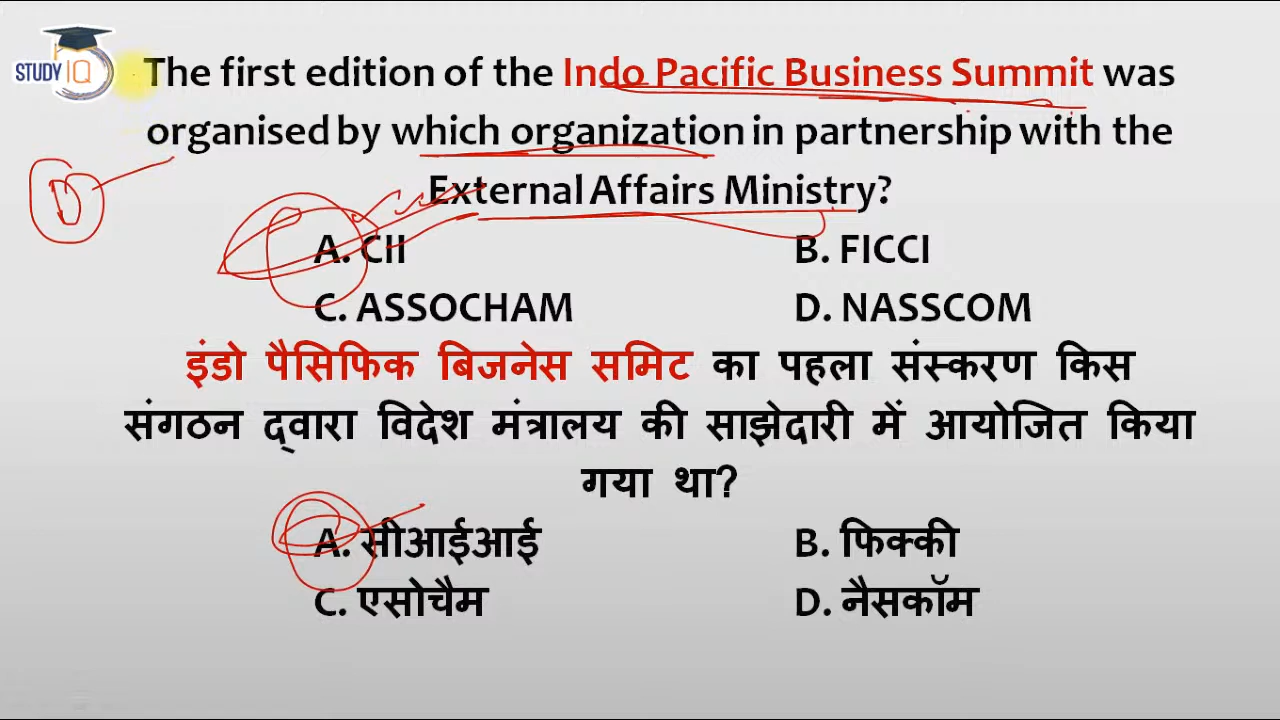 STUDY IQ
The first edition of the Indo Pacific Business Summit was
organised by which organization in partnership with the
External Affairs Ministry?
D
A. CII B. FICCI
C. ASSOCHAM D. NASSCOM
इंडो पैसिफिक बिजनेस समिट का पहला संस्करण किस
संगठन द्वारा विदेश मंत्रालय की साझेदारी में आयोजित किया
गया था?
A. सीआईआई B. फिक्की
C. एसोचैम D. नैसकॉम